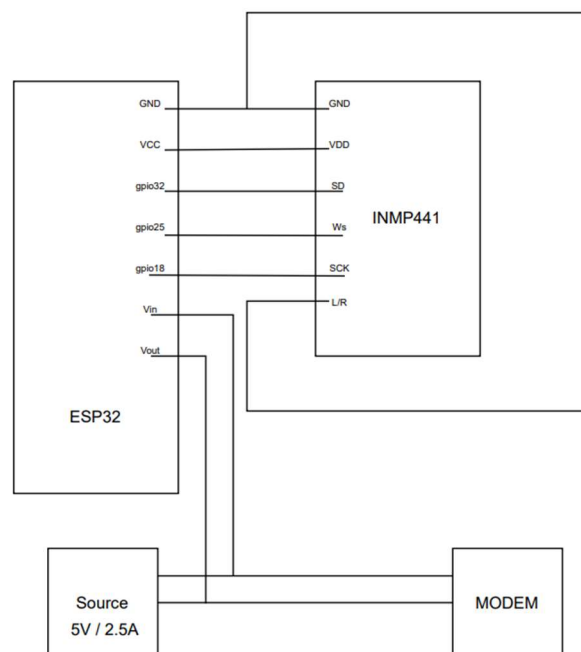 GND
VCC
gpio32
gpio25
gpio18
Vin
Vout
ESP32
GND
VDD
SD
Ws
SCK
L/R
INMP441
Source
5V / 2.5A
MODEM